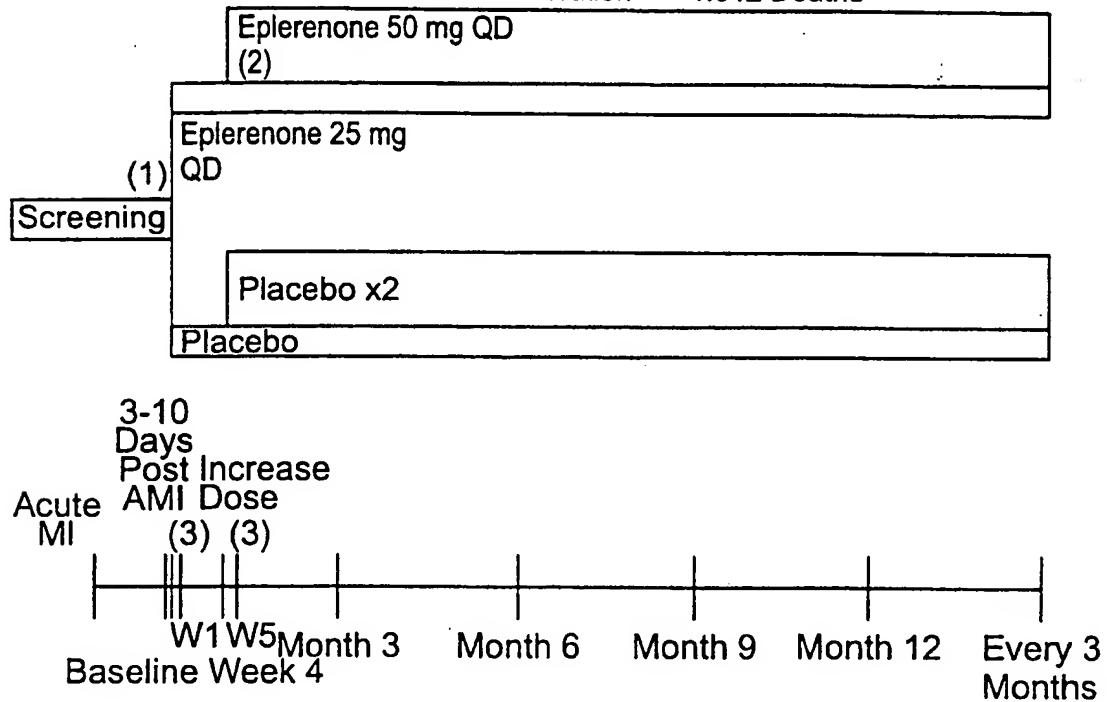 Deaths
Eplerenone 50 mg QD
(2)
Eplerenone 25 mg
QD
(1)
Screening
Placebo x2
Placebo
3-10
Days
Post Increase
AMI Dose
Acute
MI
(3) (3)
W1 W5 Month 3 Month 6 Month 9 Month 12 Every 3
Baseline Week 4 Months